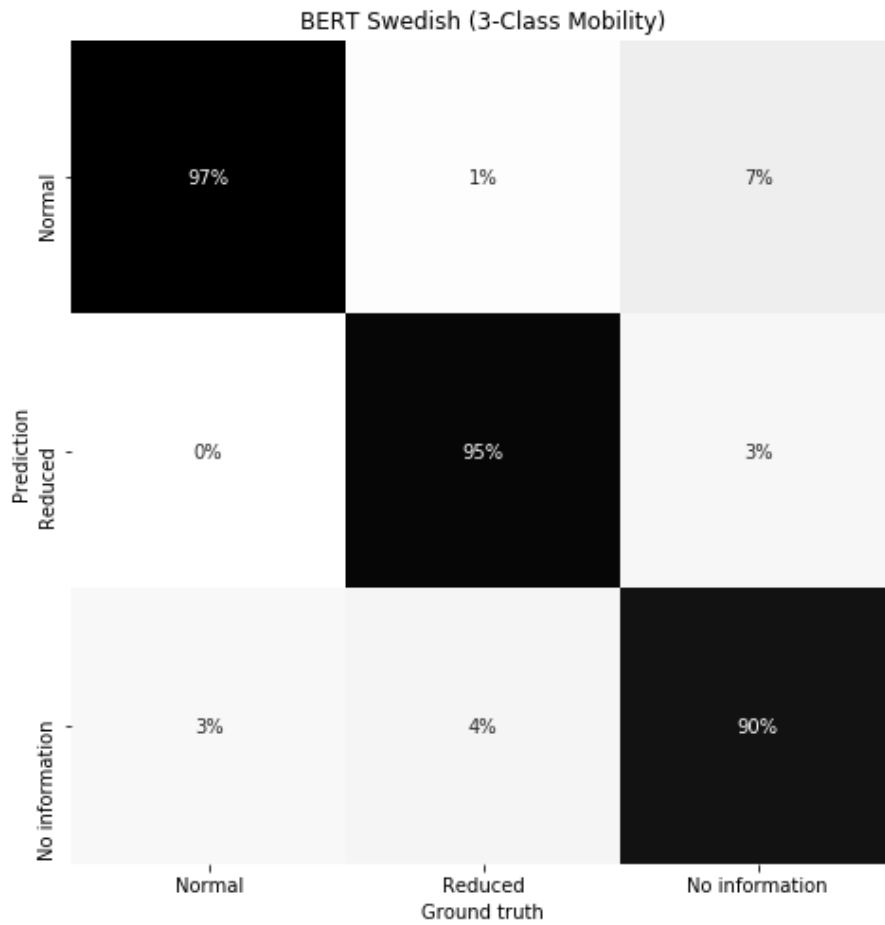 BERT Swedish (3-Class Mobility)
Normal
97%
1%
7%
Prediction
Reduced
0%
95%
3%
No information
3%
4%
90%
Normal
Reduced
No information
Ground truth